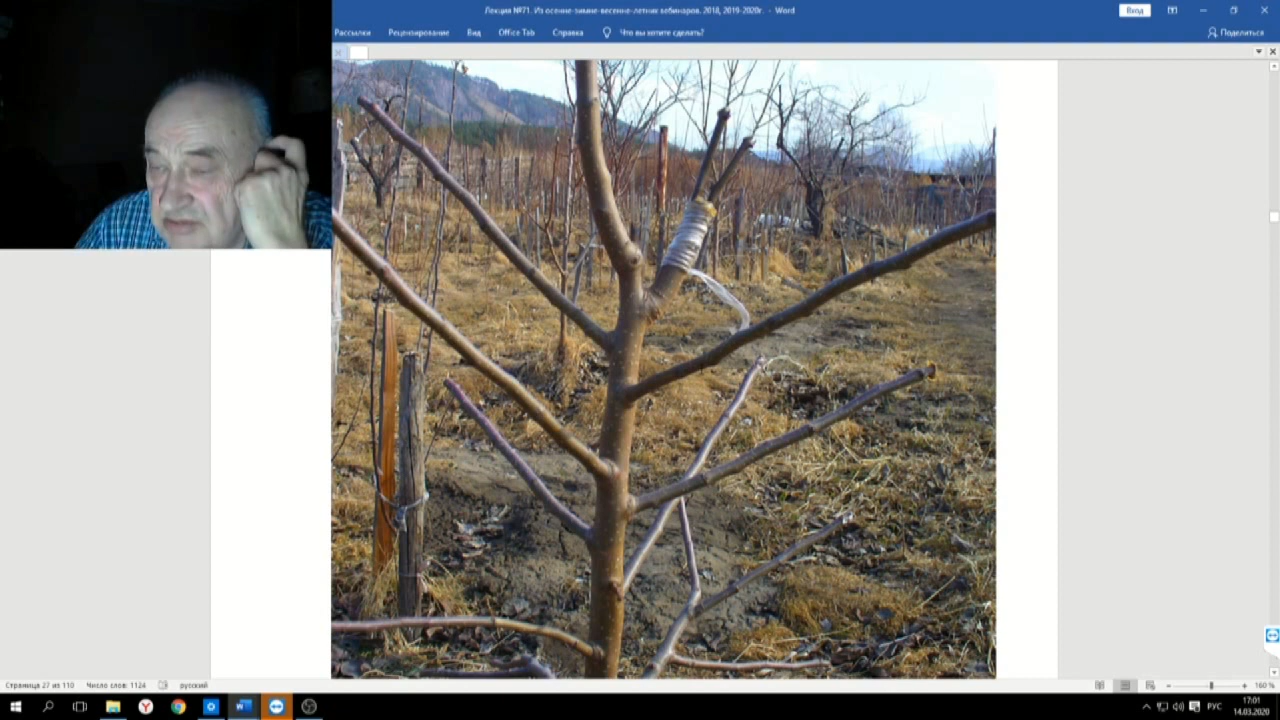 Лекция №71. Из осенне-зимне-весенне-летних вебинаров. 2018, 2019-2020г. - Word
Вход
Рассылки Рецензирование Вид Office Tab Справка Что вы хотите сделать? Поделиться
Страница 27 из 110 Число слов: 1124 русский 160 %
РУС
17:01
14.03.2020